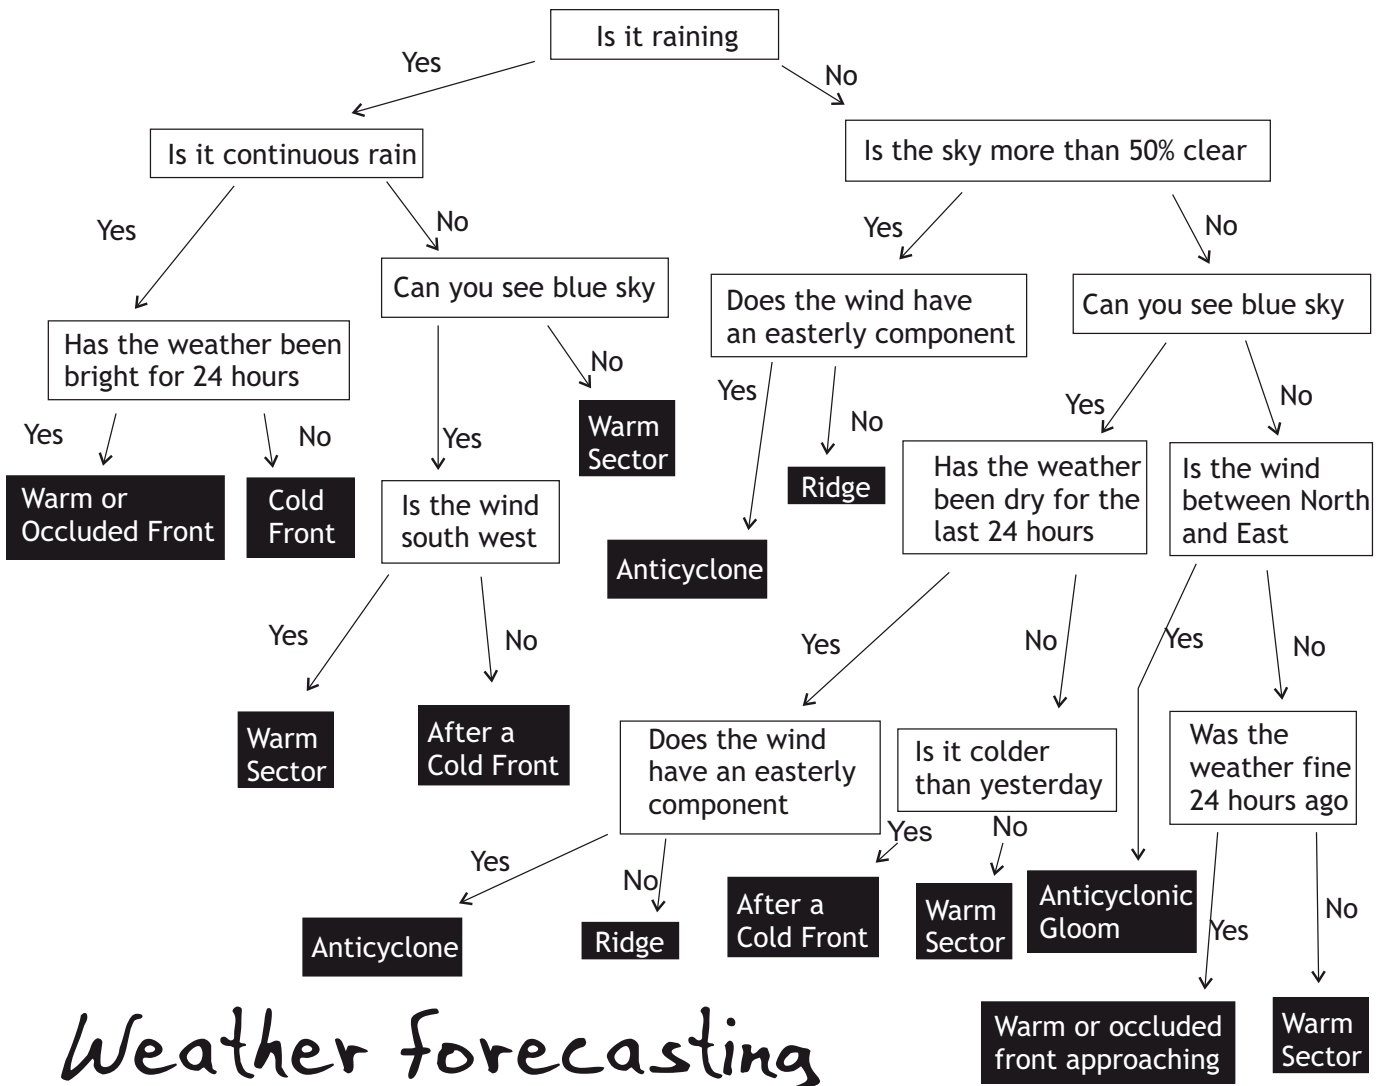 Is it raining
Yes
No
Is it continuous rain
Is the sky more than 50% clear
Yes
No
Yes
No
Can you see blue sky
Does the wind have
an easterly component
Can you see blue sky
Has the weather been
bright for 24 hours
No
Yes
Yes
No
Yes
No
Yes
No
Yes
No
Warm
Sector
Ridge
Has the weather
been dry for the
last 24 hours
Is the wind
between North
and East
Warm or
Occluded Front
Cold
Front
Is the wind
south west
Anticyclone
Yes
No
Yes
No
Yes
No
Warm
Sector
After a
Cold Front
Does the wind
have an easterly
component
Is it colder
than yesterday
Was the
weather fine
24 hours ago
Yes
No
Yes
No
Anticyclone
Ridge
After a
Cold Front
Warm
Sector
Anticyclonic
Gloom
Yes
No
Warm or occluded
front approaching
Warm
Sector
Weather forecasting